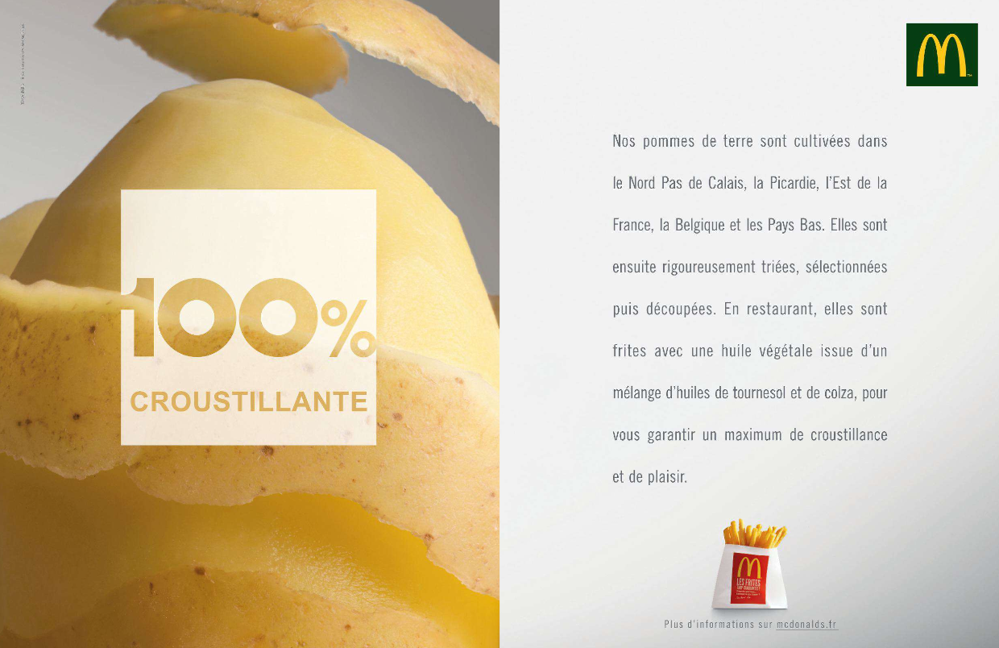 100%
CROUSTILLANTE
Nos pommes de terre sont cultivées dans
le Nord Pas de Calais, la Picardie, l'Est de la
France, la Belgique et les Pays Bas. Elles sont
ensuite rigoureusement triées, sélectionnées
puis découpées. En restaurant, elles sont
frites avec une huile végétale issue d'un
mélange d'huiles de tournesol et de colza, pour
vous garantir un maximum de croustillance
et de plaisir.
LES FRITES
Plus d'informations sur mcdonalds.fr